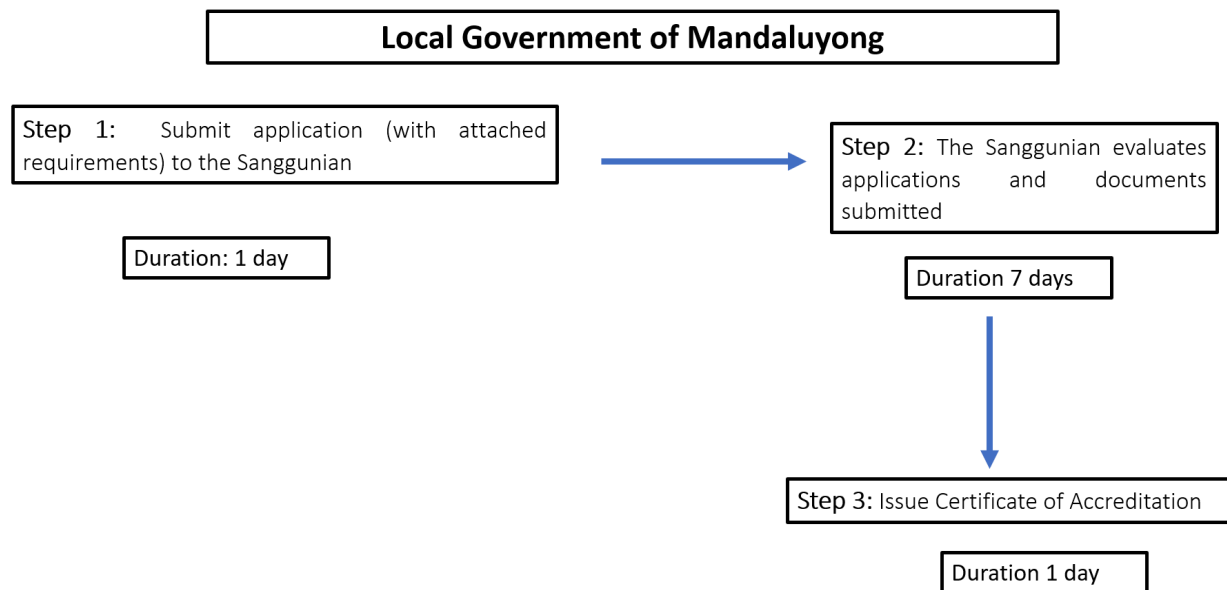 Local Government of Mandaluyong
Step 1: Submit application (with attached
requirements) to the Sanggunian
Duration: 1 day
Step 2: The Sanggunian evaluates
applications and documents
submitted
Duration 7 days
Step 3: Issue Certificate of Accreditation
Duration 1 day